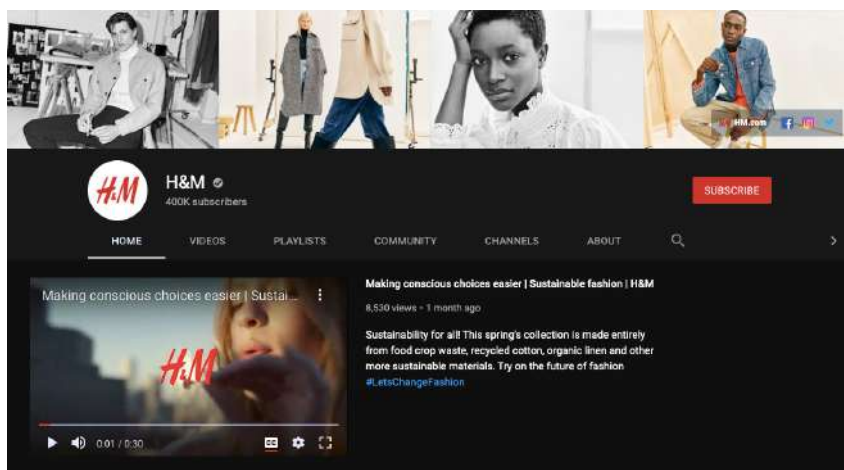 HM.com
H&M
H&M
400K subscribers
SUBSCRIBE
HOME VIDEOS PLAYLISTS COMMUNITY CHANNELS ABOUT
Making conscious choices easier | Sustai...
H&M
0:01 / 0:30
Making conscious choices easier | Sustainable fashion | H&M
8,530 views • 1 month ago
Sustainability for all! This spring's collection is made entirely
from food crop waste, recycled cotton, organic linen and other
more sustainable materials. Try on the future of fashion
#LetsChangeFashion